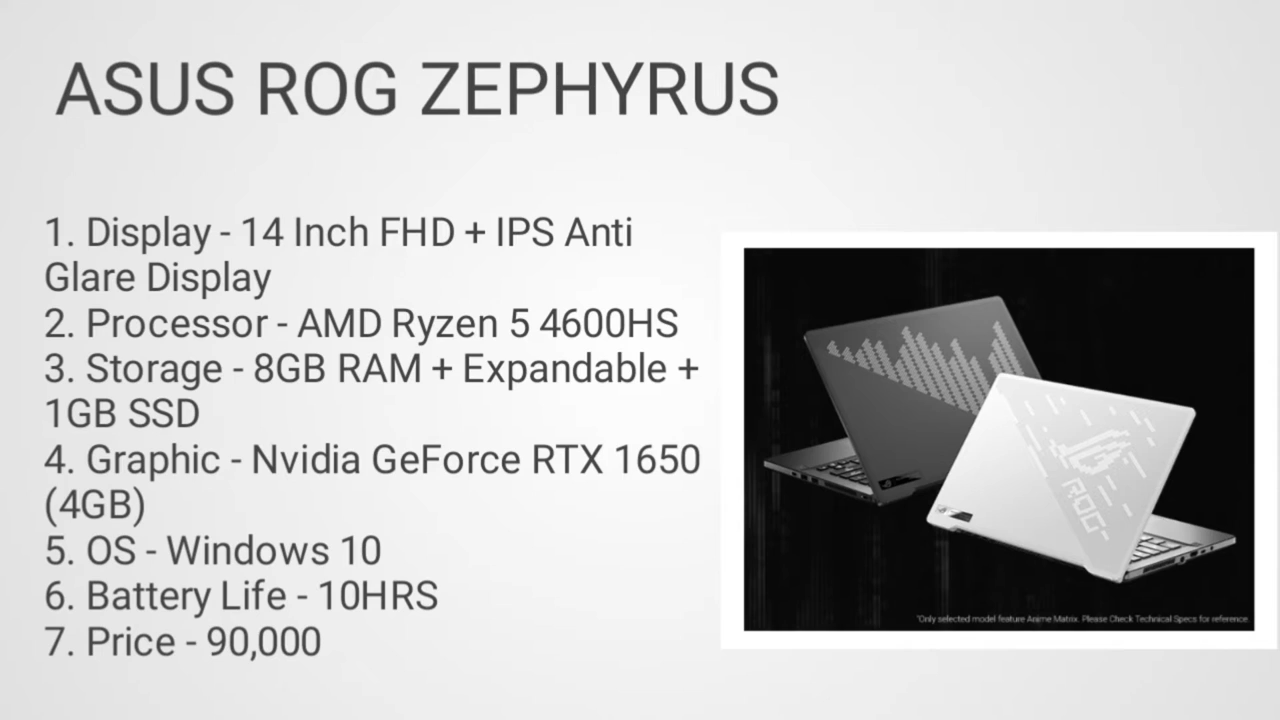 ASUS ROG ZEPHYRUS
1. Display - 14 Inch FHD + IPS Anti
Glare Display
2. Processor - AMD Ryzen 5 4600HS
3. Storage - 8GB RAM + Expandable +
1GB SSD
4. Graphic - Nvidia GeForce RTX 1650
(4GB)
5. OS - Windows 10
6. Battery Life - 10HRS
7. Price - 90,000
ROG
*Only selected model feature Anime Matrix. Please Check Technical Specs for reference.